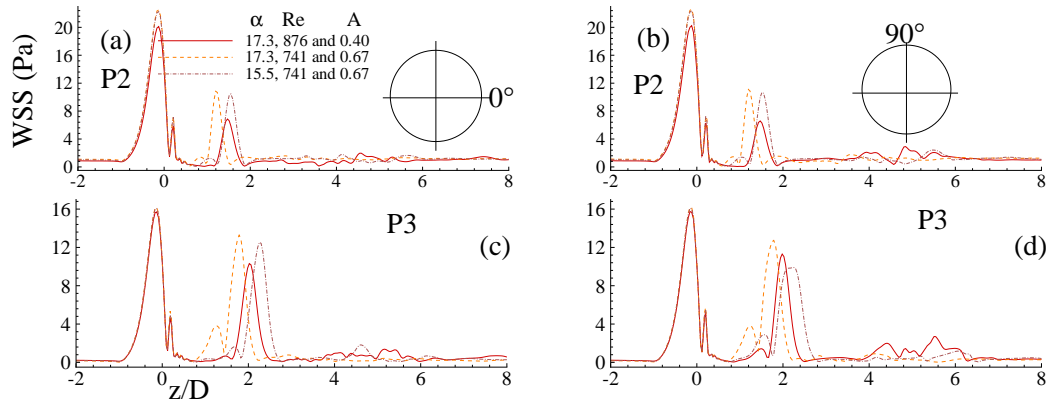 α Re A
17.3, 876 and 0.40
17.3, 741 and 0.67
15.5, 741 and 0.67
(a)
P2
0°
WSS (Pa)
20
16
12
8
4
0
-2 0 2 4 6 8
(b)
P2
90°
20
16
12
8
4
0
-2 0 2 4 6 8
P3
(c)
16
12
8
4
0
-2 0 2 4 6 8
z/D
P3
(d)
16
12
8
4
0
-2 0 2 4 6 8